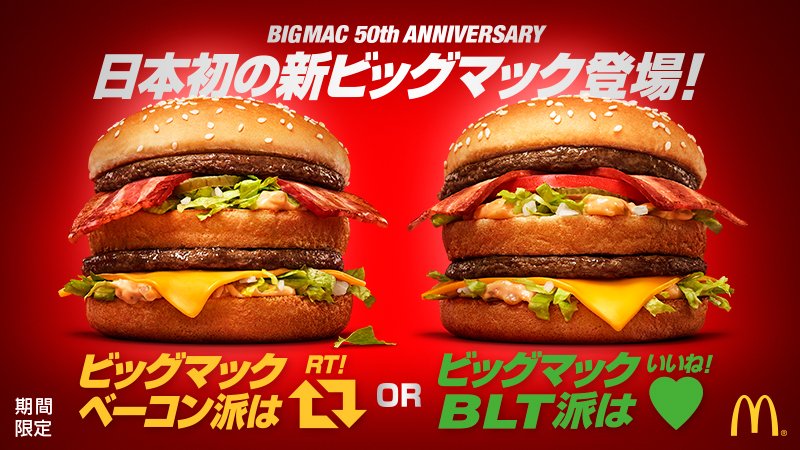 BIG MAC 50th ANNIVERSARY
日本初の新ビッグマック登場!
ビッグマック
ベーコン派は
RT!
OR
ビッグマック
BLT派は
いいね!
期間
限定